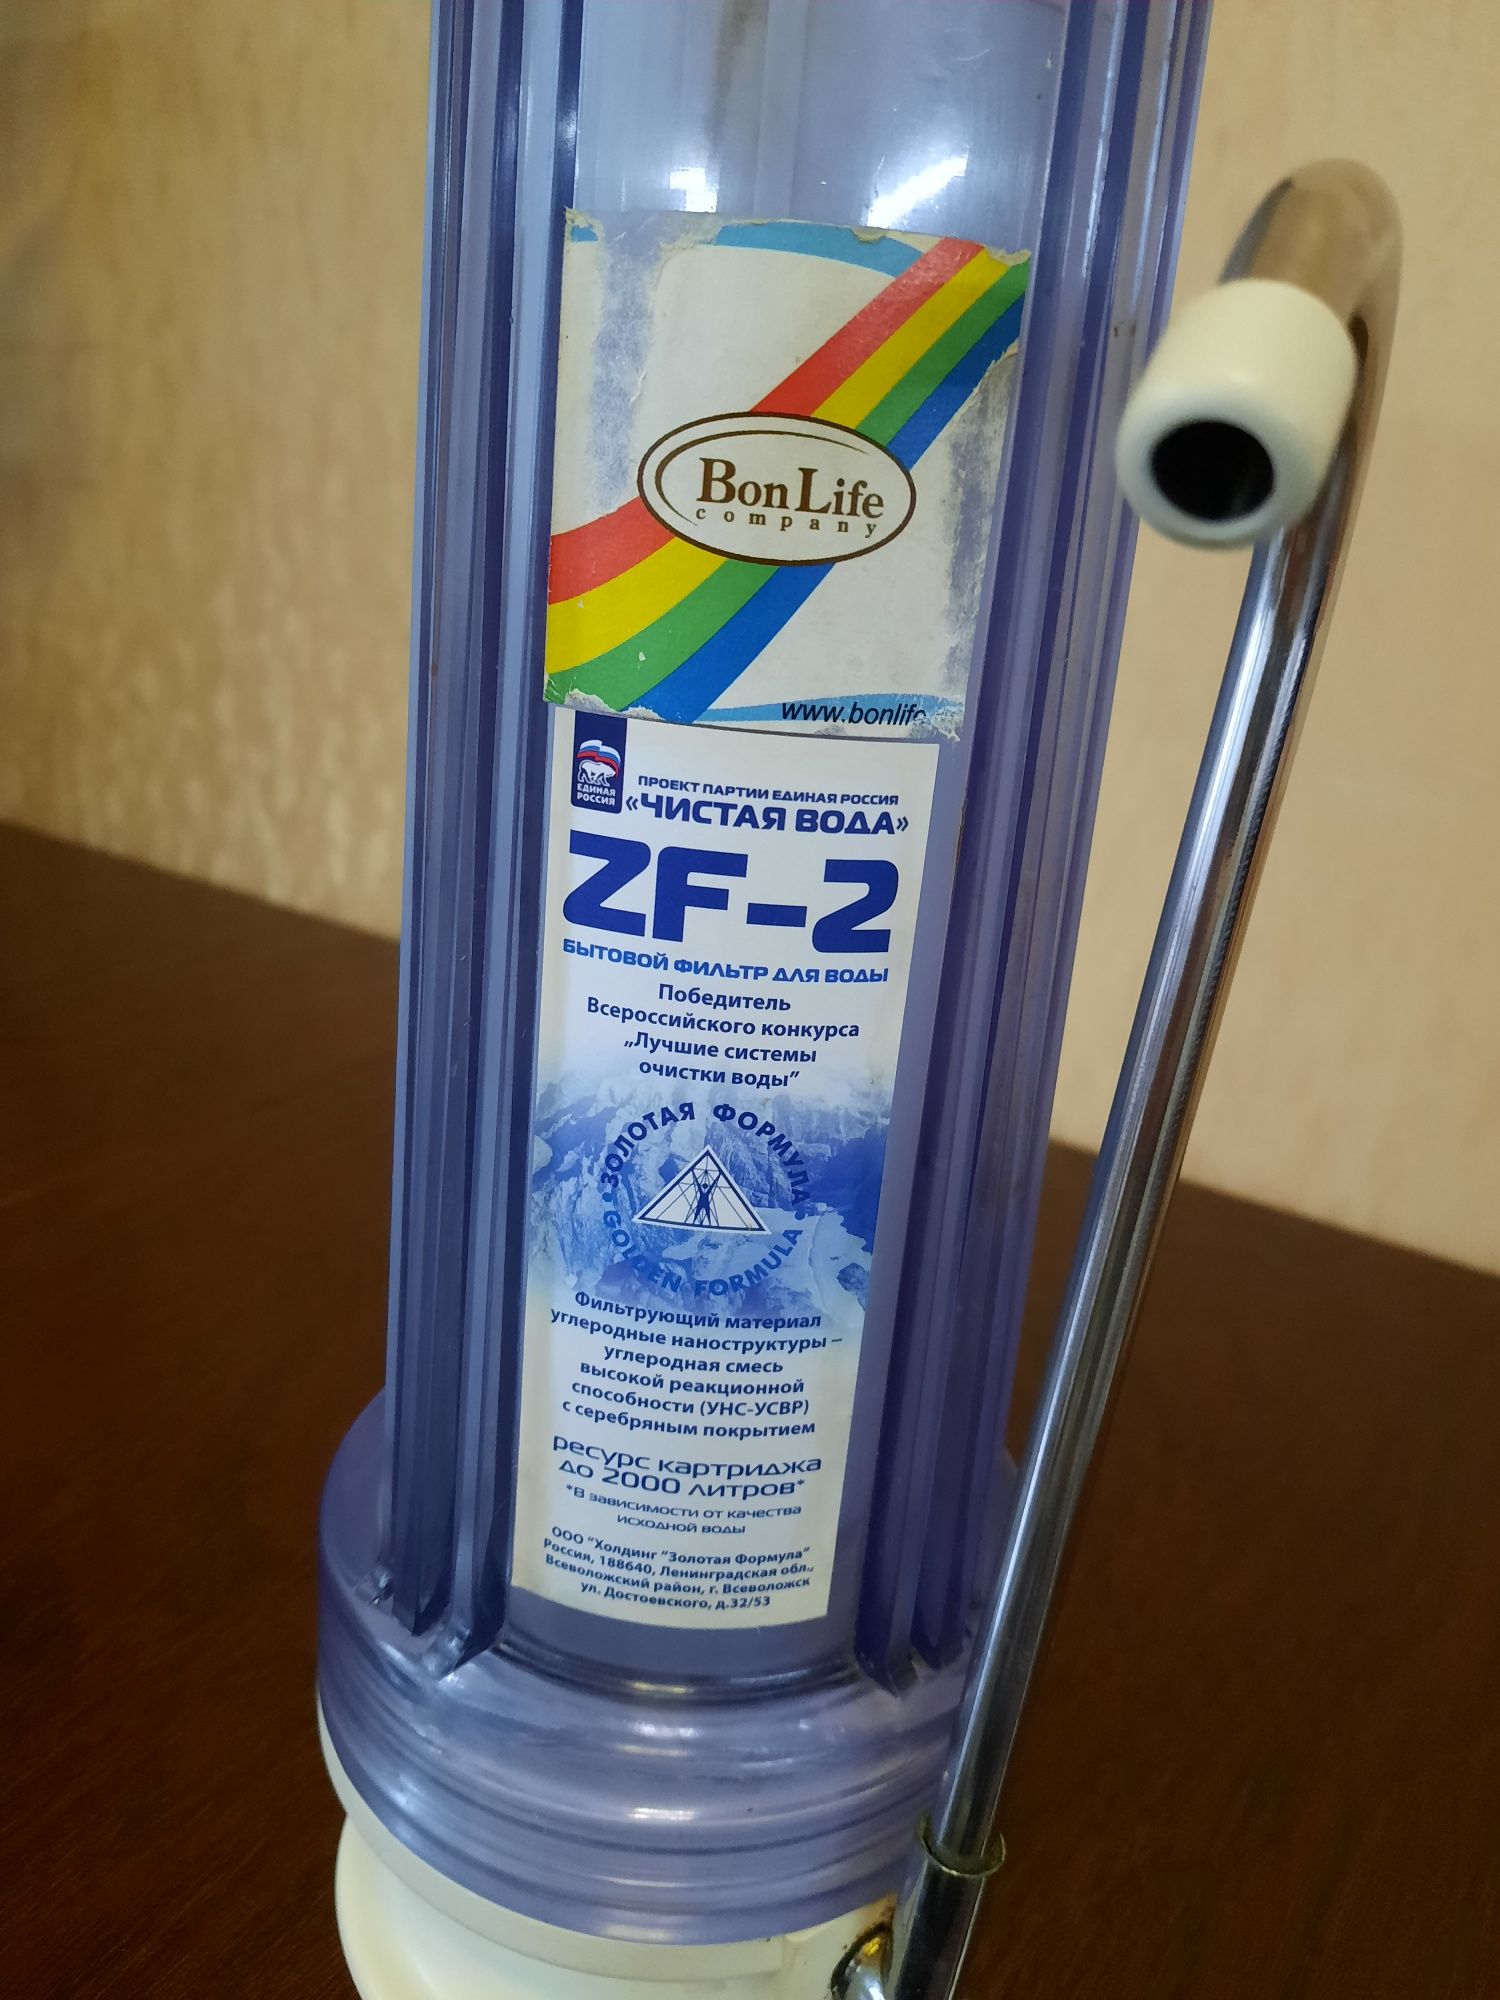 Bon Life
company
www.bonlife
ЕДИНАЯ
РОССИЯ
ПРОЕКТ ПАРТИИ ЕДИНАЯ РОССИЯ
«ЧИСТАЯ ВОДА»
ZF-2
БЫТОВОЙ ФИЛЬТР ДЛЯ ВОДЫ
Победитель
Всероссийского конкурса
„Лучшие системы
очистки воды”
ЗОЛОТАЯ ФОРМУЛА
GOLDEN FORMULA
Фильтрующий материал
углеродные наноструктуры –
углеродная смесь
высокой реакционной
способности (УНС-УСВР)
с серебряным покрытием
ресурс картриджа
до 2000 литров*
*В зависимости от качества
исходной воды
ООО "Холдинг "Золотая Формула"
Россия, 188640, Ленинградская обл.,
Всеволожский район, г. Всеволожск
ул. Достоевского, д.32/53